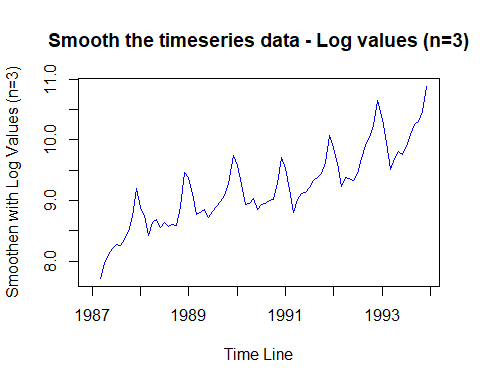 Smooth the timeseries data - Log values (n=3)
Smoothen with Log Values (n=3)
11.0
10.0
9.0
8.0
1987
1989
1991
1993
Time Line